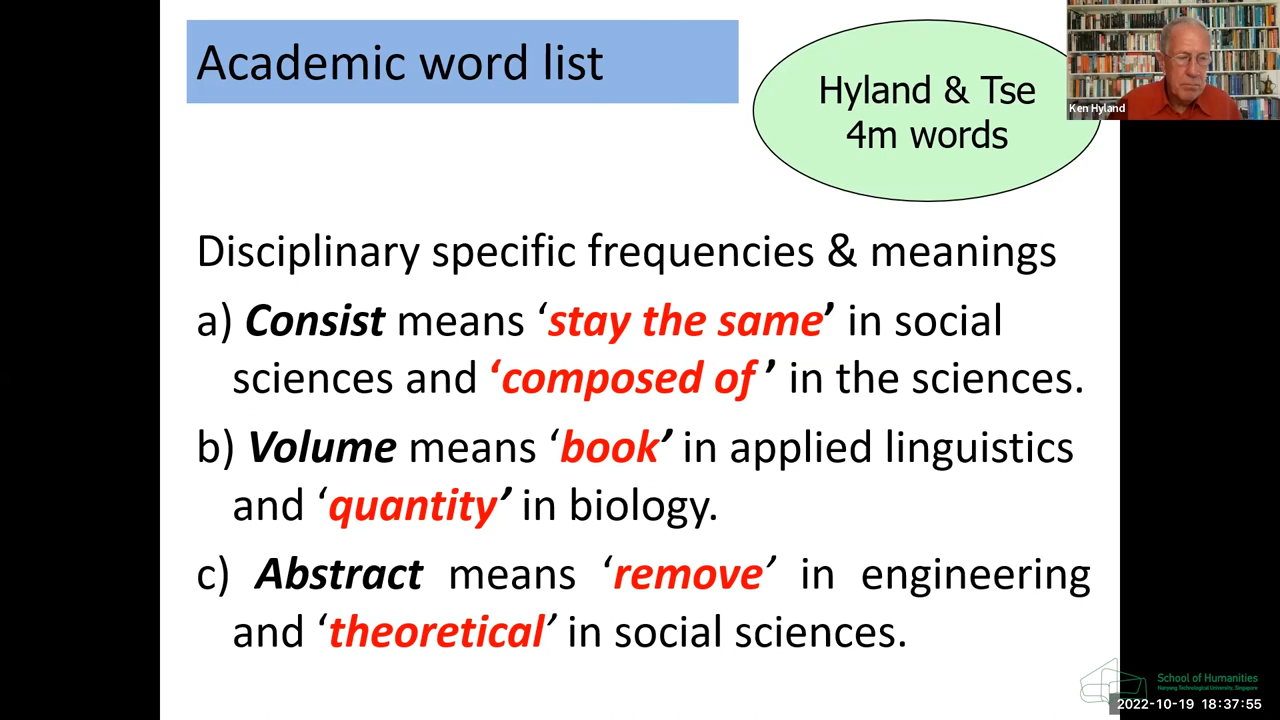 Academic word list
Hyland & Tse
4m words
Ken Hyland
Disciplinary specific frequencies & meanings
a) Consist means ‘stay the same’ in social
sciences and ‘composed of ’ in the sciences.
b) Volume means ‘book’ in applied linguistics
and ‘quantity’ in biology.
c) Abstract means ‘remove’ in engineering
and ‘theoretical’ in social sciences.
School of Humanities
Nanyang Technological University, Singapore
2022-10-19 18:37:55